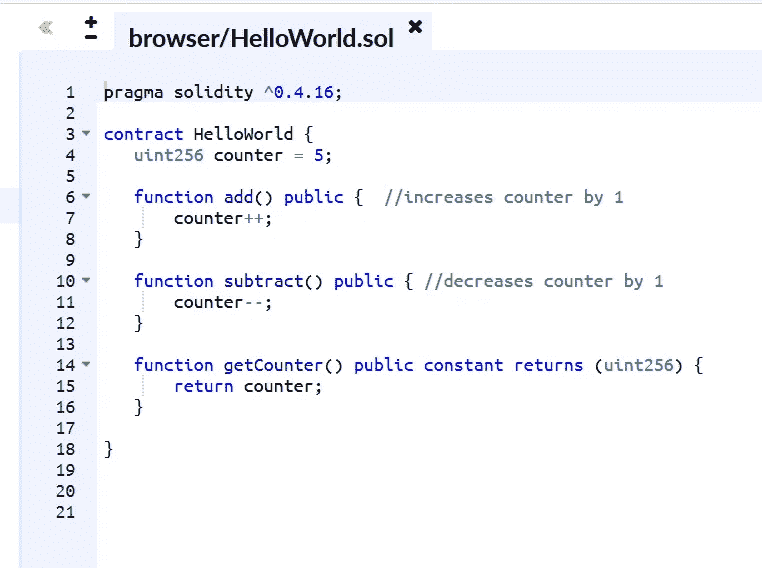 browser/HelloWorld.sol
1 pragma solidity ^0.4.16;
2
3 contract HelloWorld {
4 uint256 counter = 5;
5
6 function add() public {  //increases counter by 1
7 counter++;
8 }
9
10 function subtract() public { //decreases counter by 1
11 counter--;
12 }
13
14 function getCounter() public constant returns (uint256) {
15 return counter;
16 }
17
18 }
19
20
21